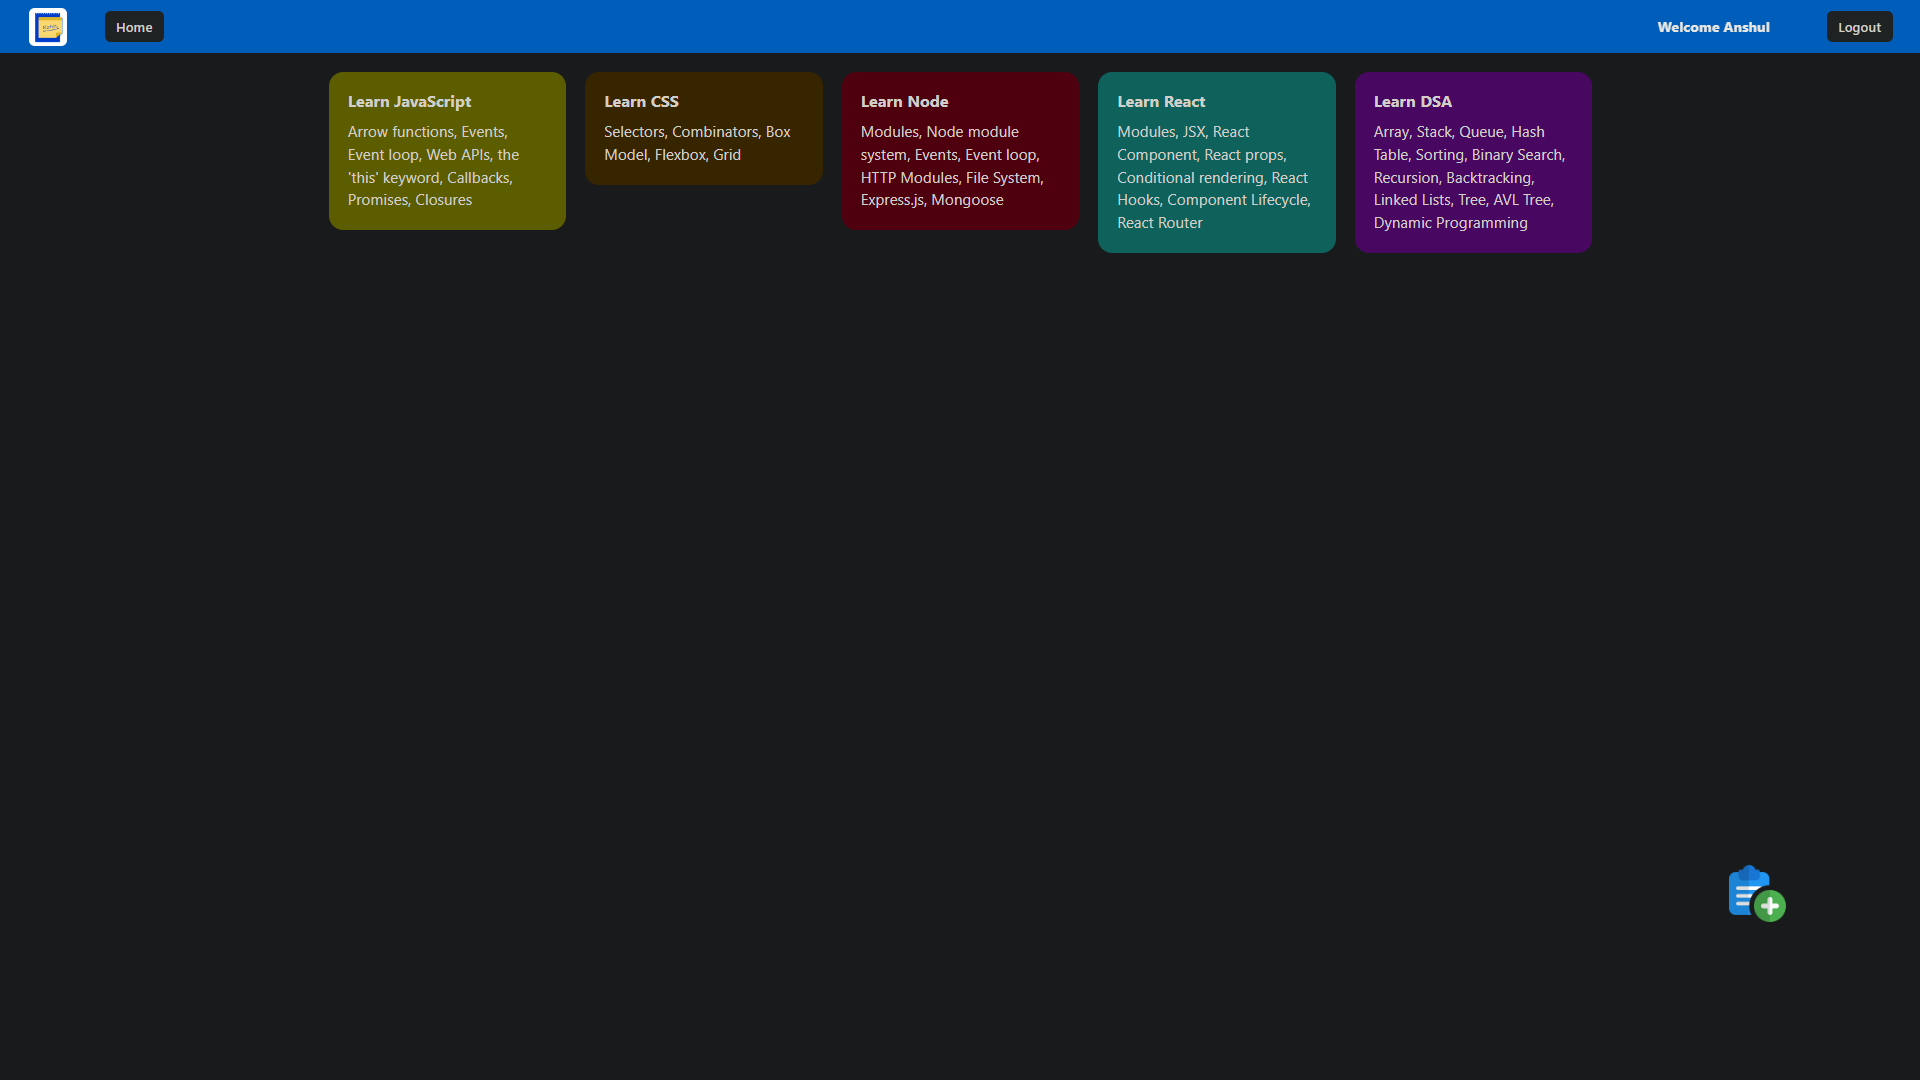 Home
Welcome Anshul
Logout
Learn JavaScript
Arrow functions, Events,
Event loop, Web APIs, the
'this' keyword, Callbacks,
Promises, Closures
Learn CSS
Selectors, Combinators, Box
Model, Flexbox, Grid
Learn Node
Modules, Node module
system, Events, Event loop,
HTTP Modules, File System,
Express.js, Mongoose
Learn React
Modules, JSX, React
Component, React props,
Conditional rendering, React
Hooks, Component Lifecycle,
React Router
Learn DSA
Array, Stack, Queue, Hash
Table, Sorting, Binary Search,
Recursion, Backtracking,
Linked Lists, Tree, AVL Tree,
Dynamic Programming